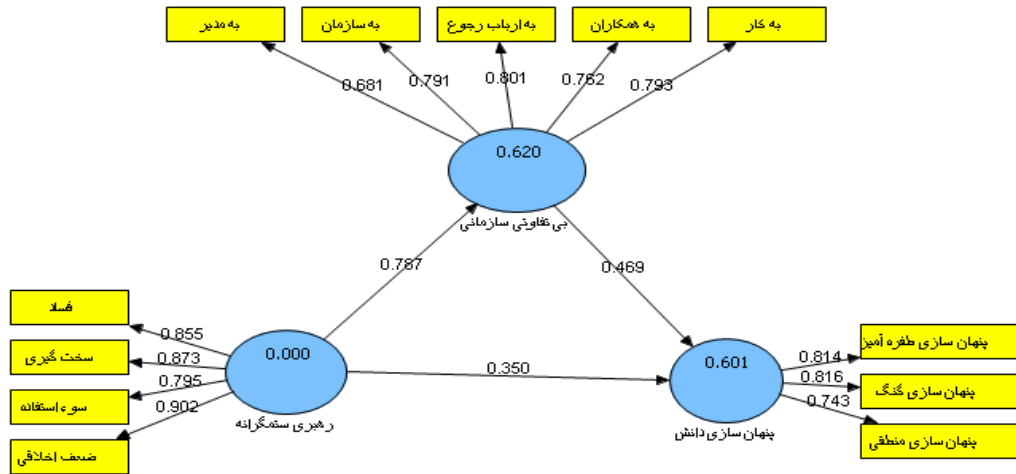 به مدیر
به سازمان
به ارباب رجوع
به همکاران
به کار
0.681
0.791
0.801
0.762
0.793
0.620
بی تفاوتی سازمانی
0.787
0.469
فساد
سخت گیری
سوء استفاده
ضعف اخلاقی
0.855
0.873
0.795
0.902
0.000
رهبری ستمگرانه
0.350
0.601
پنهان سازی دانش
0.814
0.816
0.743
پنهان سازی طفره آمیز
پنهان سازی گنگ
پنهان سازی منطقی